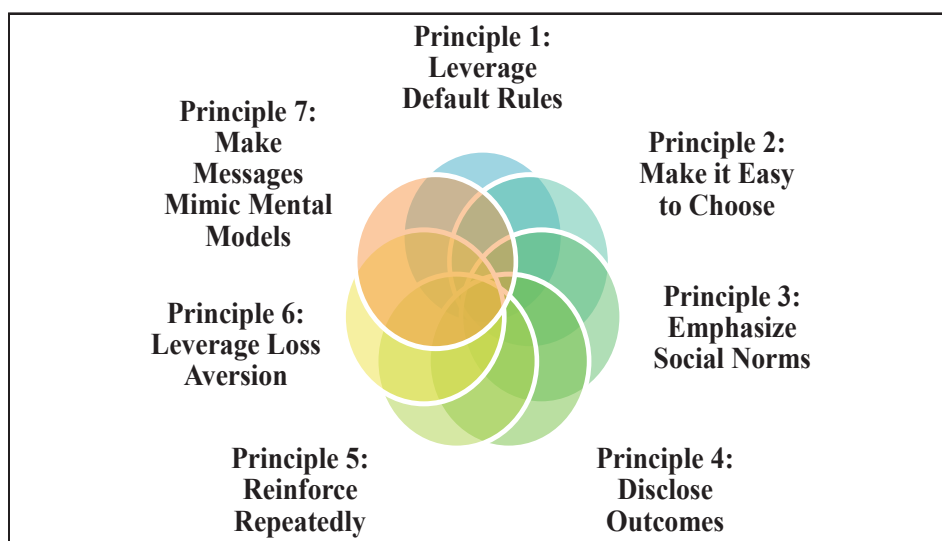 Principle 1:
Leverage
Default Rules
Principle 2:
Make it Easy
to Choose
Principle 3:
Emphasize
Social Norms
Principle 4:
Disclose
Outcomes
Principle 5:
Reinforce
Repeatedly
Principle 6:
Leverage Loss
Aversion
Principle 7:
Make
Messages
Mimic Mental
Models